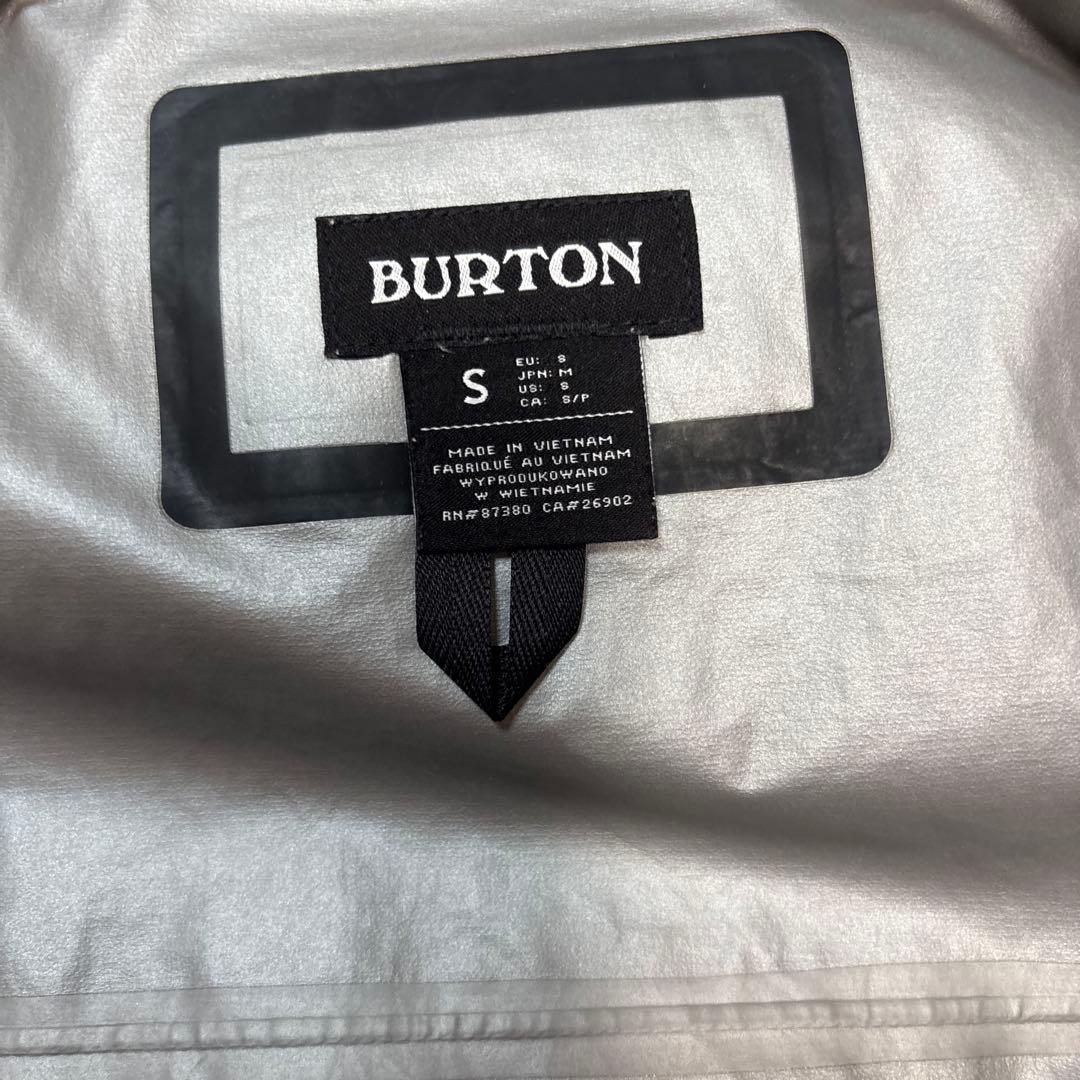 BURTON
S
EU: S
JPN: M
US: S
CA: S/P
MADE IN VIETNAM
FABRIQUÉ AU VIETNAM
WYPRODUKOWANO
W WIETNAMIE
RN#87380 CA#26902